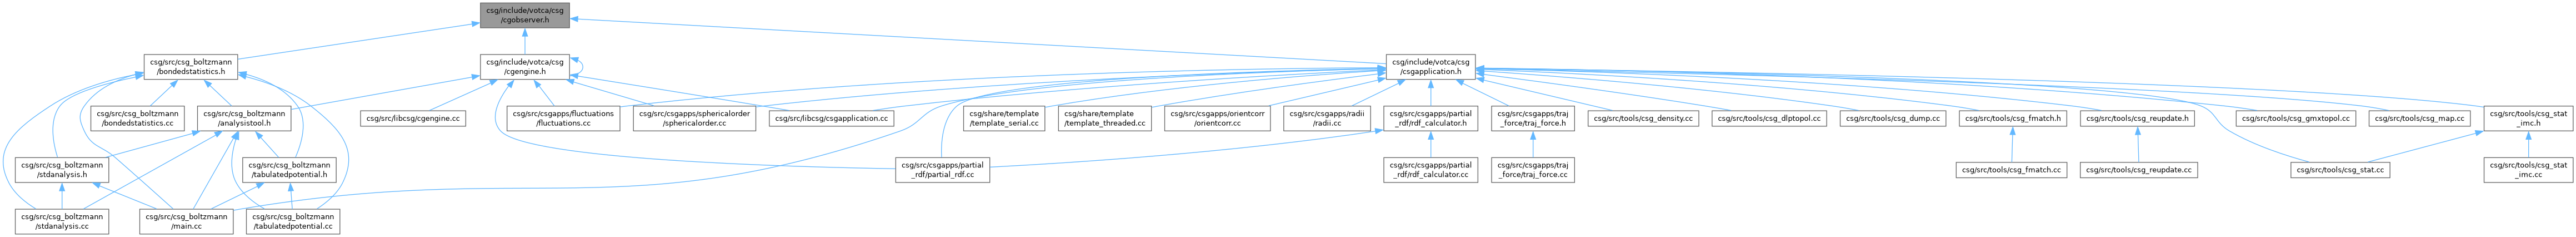 csg/include/votca/csg
/cgobserver.h
csg/src/csg_boltzmann
/bondedstatistics.h
csg/include/votca/csg
/cgengine.h
csg/include/votca/csg
/csgapplication.h
csg/src/csg_boltzmann
/bondedstatistics.cc
csg/src/csg_boltzmann
/analysistool.h
csg/src/libcsg/cgengine.cc
csg/src/csgapps/fluctuations
/fluctuations.cc
csg/src/csgapps/sphericalorder
/sphericalorder.cc
csg/src/libcsg/csgapplication.cc
csg/share/template
/template_serial.cc
csg/share/template
/template_threaded.cc
csg/src/csgapps/orientcorr
/orientcorr.cc
csg/src/csgapps/radii
/radii.cc
csg/src/csgapps/partial
_rdf/rdf_calculator.h
csg/src/csgapps/traj
_force/traj_force.h
csg/src/tools/csg_density.cc
csg/src/tools/csg_dlptopol.cc
csg/src/tools/csg_dump.cc
csg/src/tools/csg_fmatch.h
csg/src/tools/csg_reupdate.h
csg/src/tools/csg_gmxtopol.cc
csg/src/tools/csg_map.cc
csg/src/tools/csg_stat
_imc.h
csg/src/csg_boltzmann
/stdanalysis.h
csg/src/csg_boltzmann
/tabulatedpotential.h
csg/src/csgapps/partial
_rdf/partial_rdf.cc
csg/src/csgapps/partial
_rdf/rdf_calculator.cc
csg/src/csgapps/traj
_force/traj_force.cc
csg/src/tools/csg_fmatch.cc
csg/src/tools/csg_reupdate.cc
csg/src/tools/csg_stat.cc
csg/src/tools/csg_stat
_imc.cc
csg/src/csg_boltzmann
/stdanalysis.cc
csg/src/csg_boltzmann
/main.cc
csg/src/csg_boltzmann
/tabulatedpotential.cc